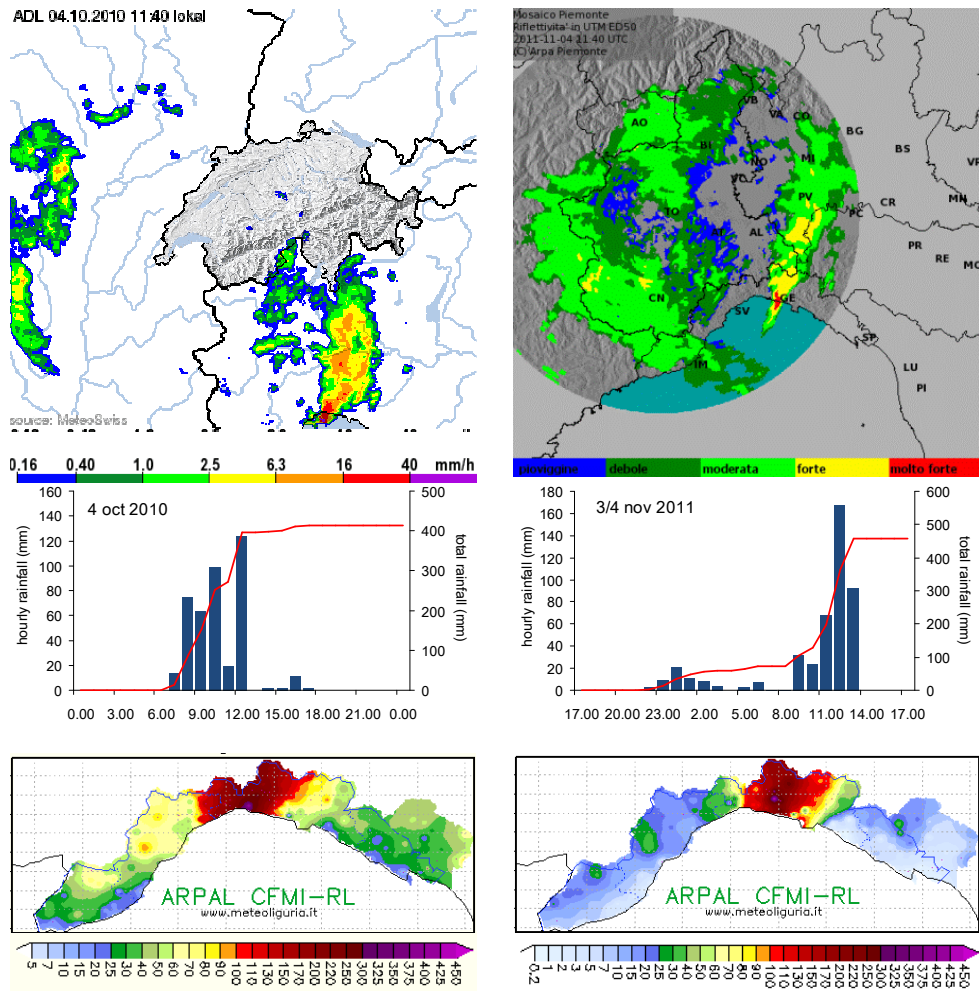 ADL 04.10.2010 11:40 lokal
source: MeteoSwiss
0.16 0.40 1.0 2.5 6.3 16 40 mm/h
Mosaico Piemonte
Riflettivita' in UTM ED50
2011-11-04 11:40 UTC
(C) Arpa Piemonte
VB
AO VA CO
BG
BI BS
NO MI VR
VC
PV CR MN
TO PC
AT AL
PR
RE MO
CN GE
SV
SP
IM LU
PI
pioviggine debole moderata forte molto forte
4 oct 2010
hourly rainfall (mm)
160
140
120
100
80
60
40
20
0
500
400
300
200
100
0
total rainfall (mm)
0.00 3.00 6.00 9.00 12.00 15.00 18.00 21.00 0.00
3/4 nov 2011
hourly rainfall (mm)
180
160
140
120
100
80
60
40
20
0
600
500
400
300
200
100
0
total rainfall (mm)
17.00 20.00 23.00 2.00 5.00 8.00 11.00 14.00 17.00
ARPAL CFMI-RL
www.meteoliguria.it
5 7 10 15 20 25 30 40 50 60 70 80 90 100 110 130 150 170 200 220 250 300 325 350 375 400 425 450
ARPAL CFMI-RL
www.meteoliguria.it
0.2 1 2 3 5 7 10 15 20 25 30 40 50 60 70 80 90 100 110 130 150 170 200 220 250 300 325 350 375 400 425 450